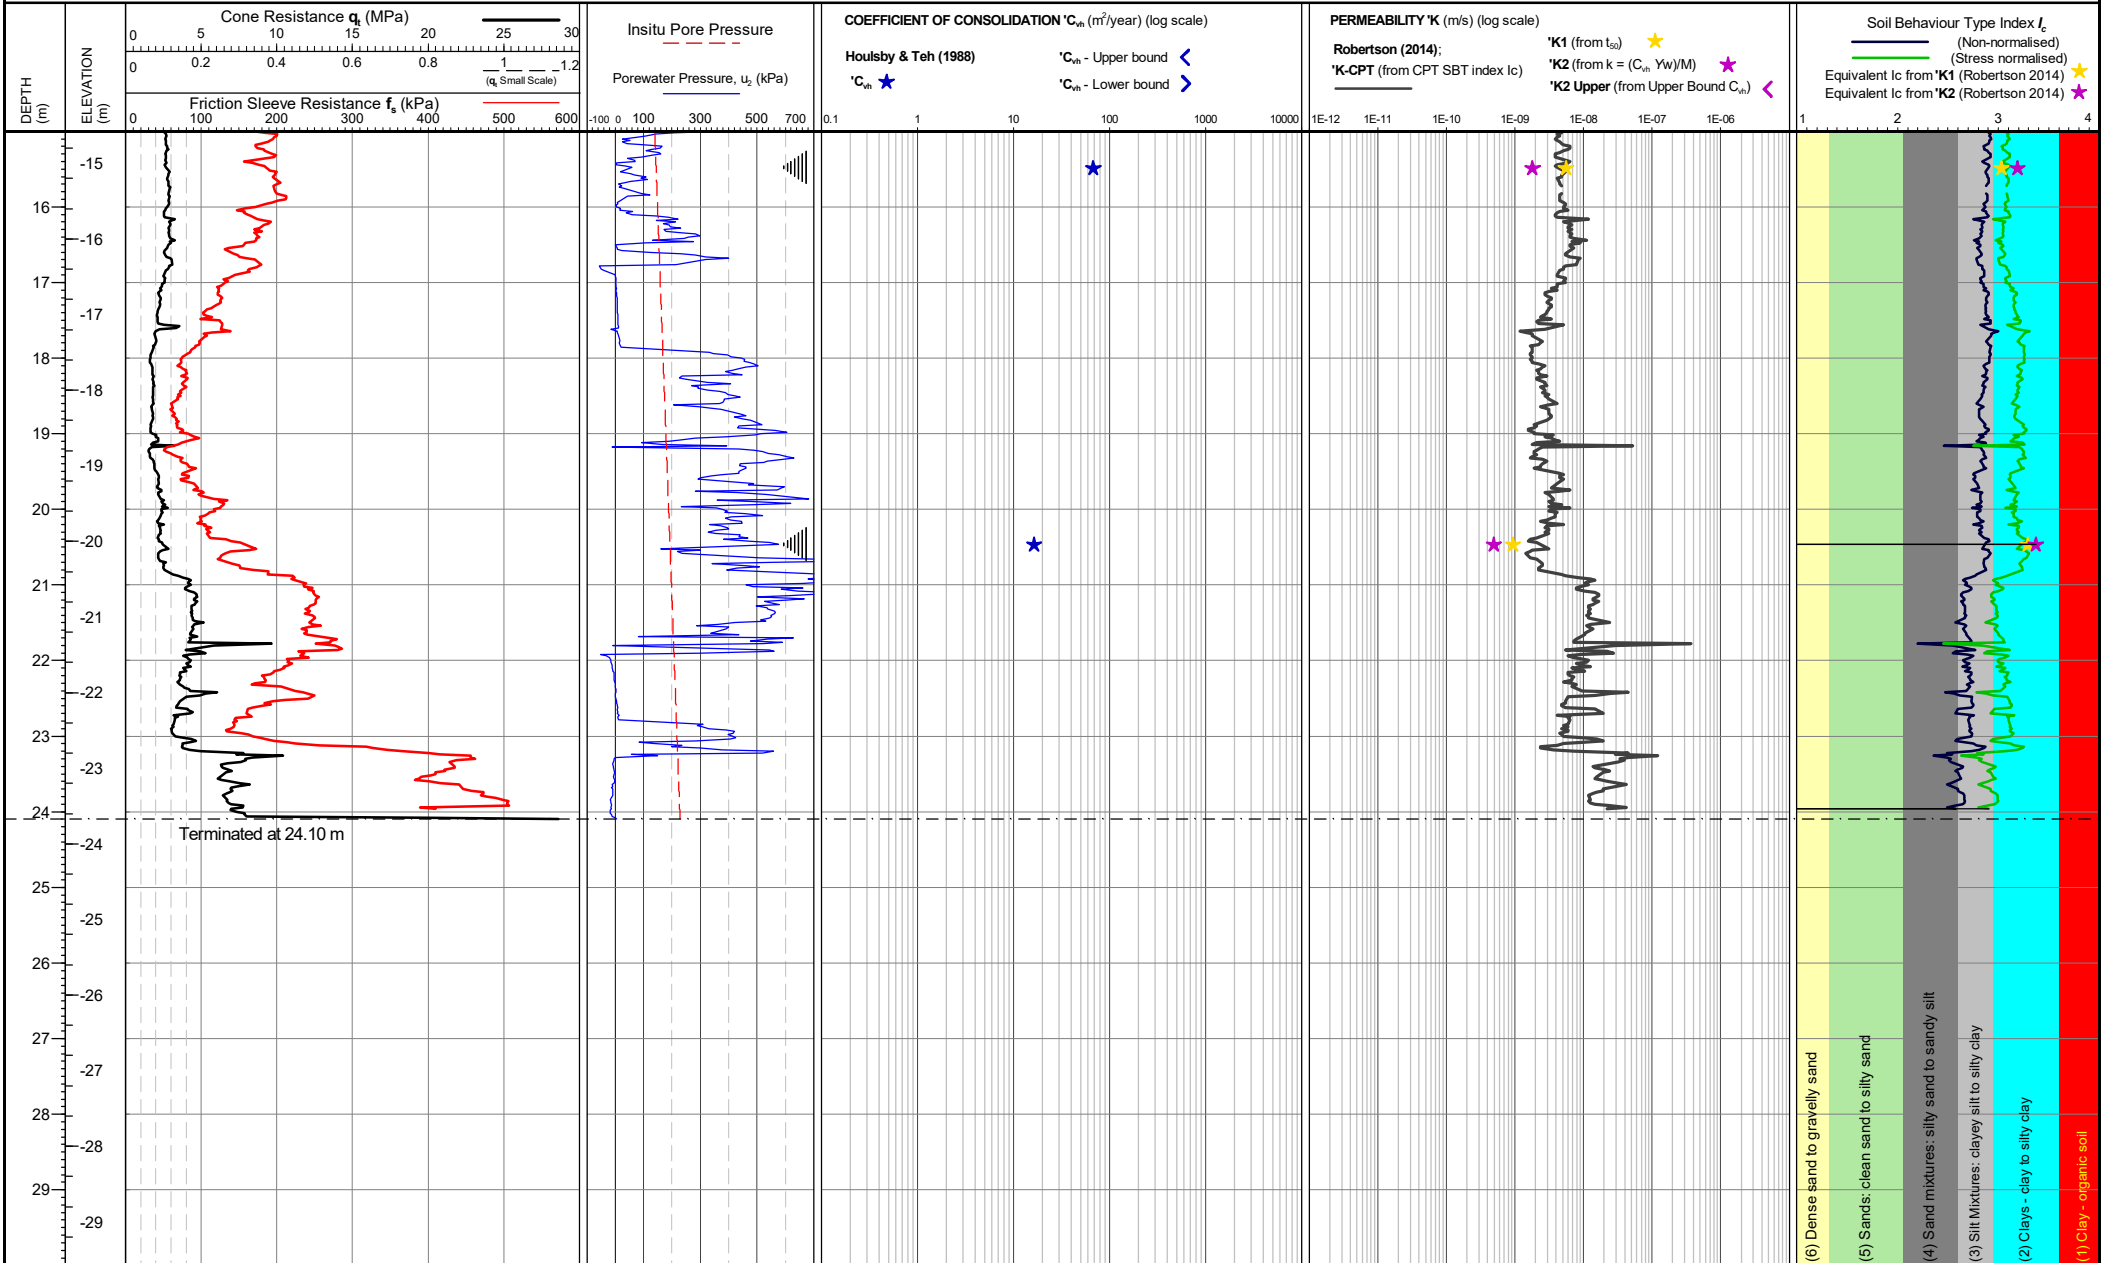 Cone Resistance qt (MPa)
0 5 10 15 20 25 30
0 0.2 0.4 0.6 0.8 1 1.2
(qt Small Scale)
Friction Sleeve Resistance fs (kPa)
0 100 200 300 400 500 600
DEPTH
(m)
ELEVATION
(m)
Insitu Pore Pressure
Porewater Pressure, u2 (kPa)
-100 0 100 300 500 700
COEFFICIENT OF CONSOLIDATION 'Cvh (m2/year) (log scale)
Houlsby & Teh (1988)
'Cvh
'Cvh - Upper bound
'Cvh - Lower bound
0.1 1 10 100 1000 10000
PERMEABILITY 'K (m/s) (log scale)
Robertson (2014);
'K-CPT (from CPT SBT index Ic)
'K1 (from t50)
'K2 (from k = (Cvh Yw)/M)
'K2 Upper (from Upper Bound Cvh)
1E-12 1E-11 1E-10 1E-09 1E-08 1E-07 1E-06
Soil Behaviour Type Index Ic
(Non-normalised)
(Stress normalised)
Equivalent Ic from 'K1 (Robertson 2014)
Equivalent Ic from 'K2 (Robertson 2014)
1 2 3 4
-15
16
-16
17
-17
18
-18
19
-19
20
-20
21
-21
22
-22
23
-23
24
Terminated at 24.10 m
-24
25
-25
26
-26
27
-27
28
-28
29
-29
(6) Dense sand to gravelly sand
(5) Sands: clean sand to silty sand
(4) Sand mixtures: silty sand to sandy silt
(3) Silt Mixtures: clayey silt to silty clay
(2) Clays - clay to silty clay
(1) Clay - organic soil